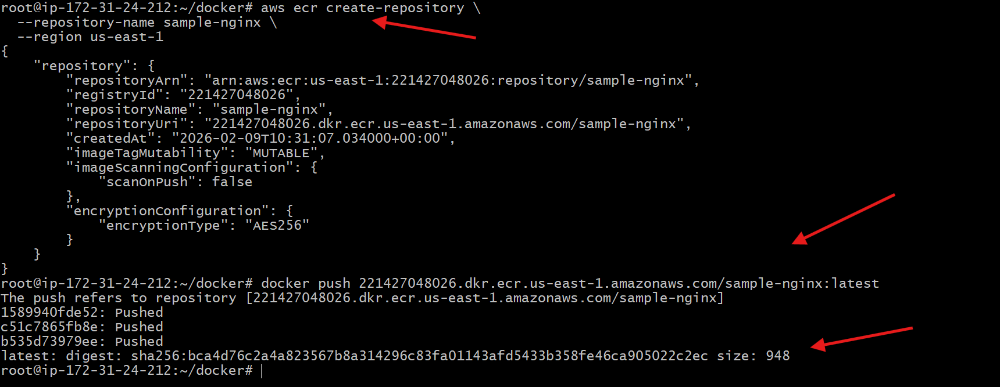 root@ip-172-31-24-212:~/docker# aws ecr create-repository \
  --repository-name sample-nginx \
  --region us-east-1
{
    "repository": {
        "repositoryArn": "arn:aws:ecr:us-east-1:221427048026:repository/sample-nginx",
        "registryId": "221427048026",
        "repositoryName": "sample-nginx",
        "repositoryUri": "221427048026.dkr.ecr.us-east-1.amazonaws.com/sample-nginx",
        "createdAt": "2026-02-09T10:31:07.034000+00:00",
        "imageTagMutability": "MUTABLE",
        "imageScanningConfiguration": {
            "scanOnPush": false
        },
        "encryptionConfiguration": {
            "encryptionType": "AES256"
        }
    }
}
root@ip-172-31-24-212:~/docker# docker push 221427048026.dkr.ecr.us-east-1.amazonaws.com/sample-nginx:latest
The push refers to repository [221427048026.dkr.ecr.us-east-1.amazonaws.com/sample-nginx]
1589940fde52: Pushed
c51c7865fb8e: Pushed
b535d73979ee: Pushed
latest: digest: sha256:bca4d76c2a4a823567b8a314296c83fa01143afd5433b358fe46ca905022c2ec size: 948
root@ip-172-31-24-212:~/docker#